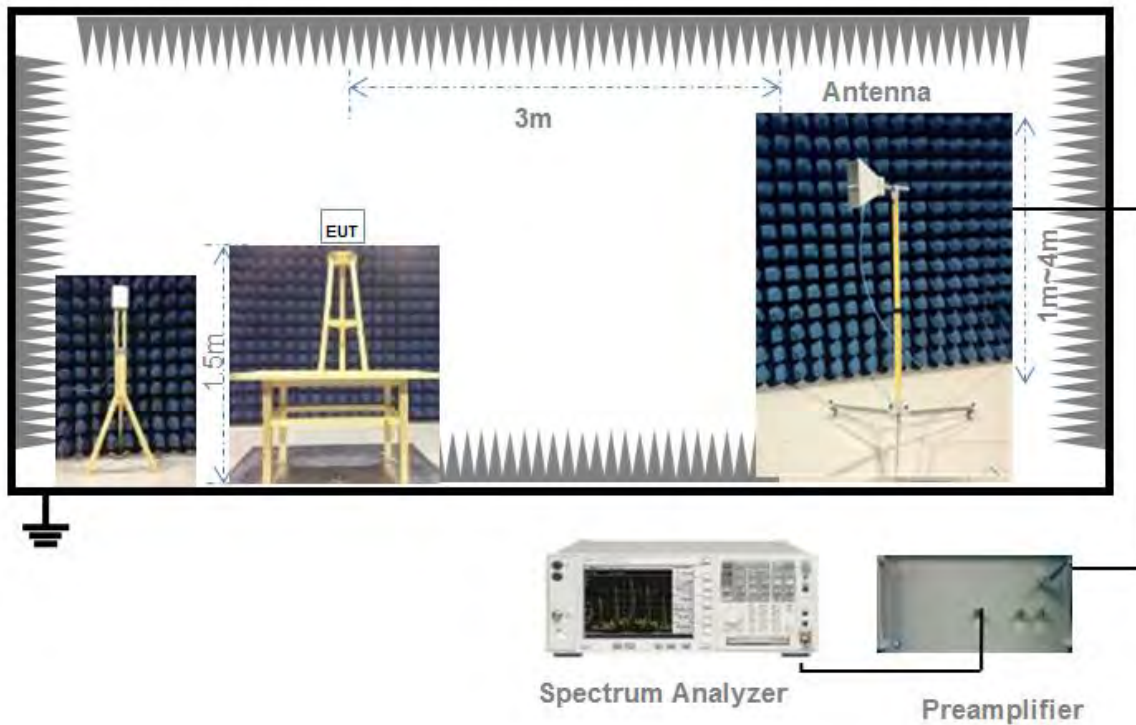 Antenna
3m
EUT
1.5m
1m~4m
Spectrum Analyzer
Preamplifier